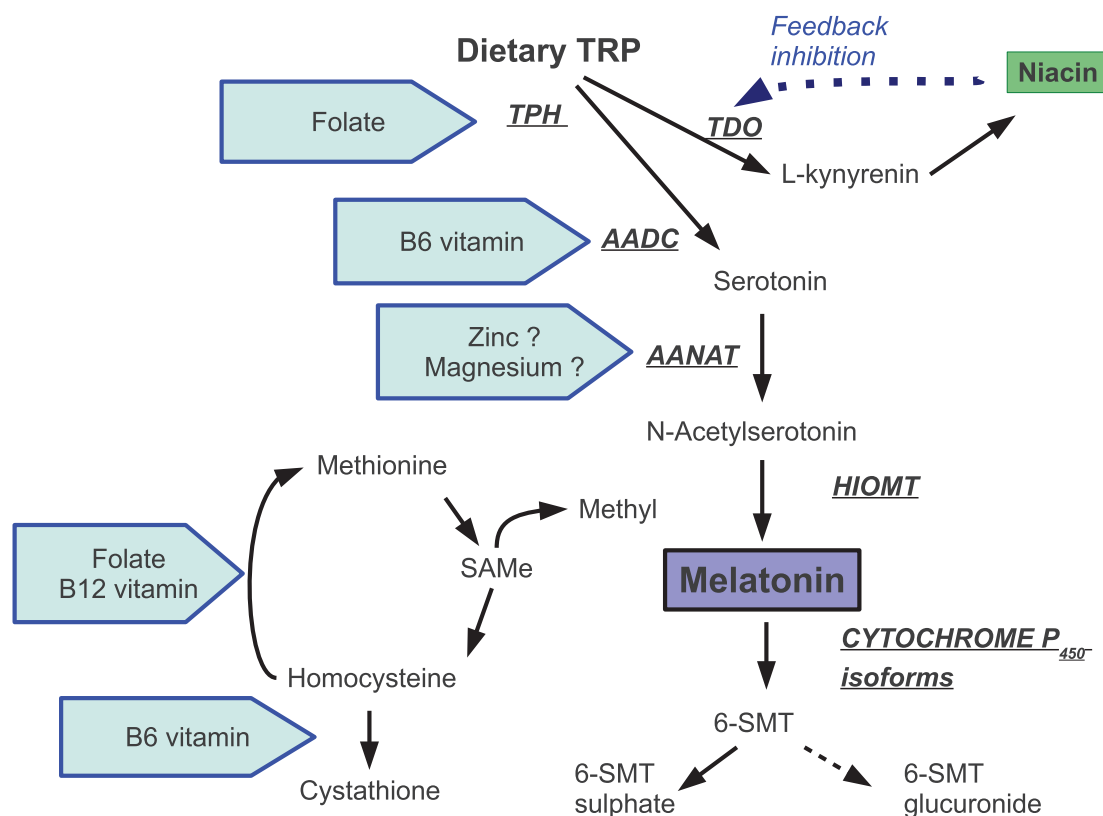 Feedback
inhibition
Dietary TRP
Niacin
Folate
TPH
TDO
L-kynyrenin
B6 vitamin
AADC
Serotonin
Zinc ?
Magnesium ?
AANAT
N-Acetylserotonin
Methionine
HIOMT
Methyl
Folate
B12 vitamin
SAMe
Melatonin
CYTOCHROME P450
isoforms
Homocysteine
B6 vitamin
6-SMT
Cystathione
6-SMT
sulphate
6-SMT
glucuronide